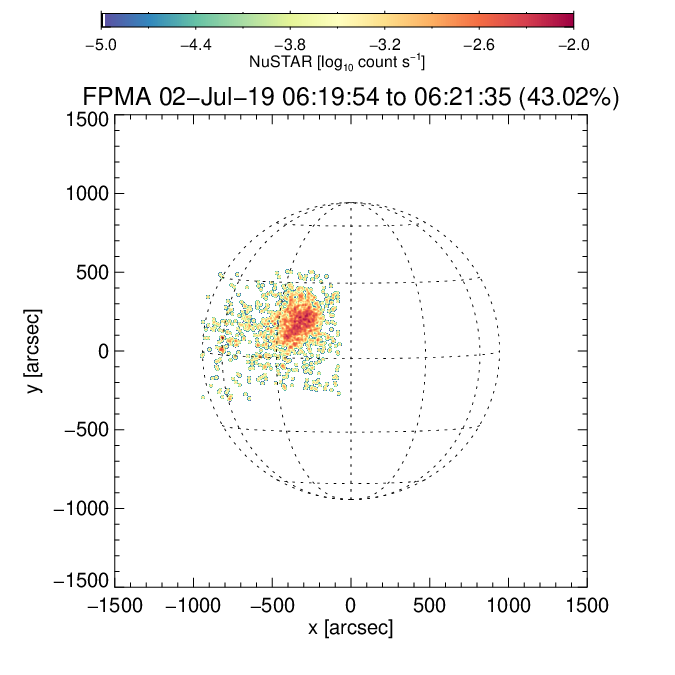 −5.0 −4.4 −3.8 −3.2 −2.6 −2.0
NuSTAR [log₁₀ count s⁻¹]
FPMA 02−Jul−19 06:19:54 to 06:21:35 (43.02%)
1500
1000
500
0
−500
−1000
−1500
y [arcsec]
−1500 −1000 −500 0 500 1000 1500
x [arcsec]